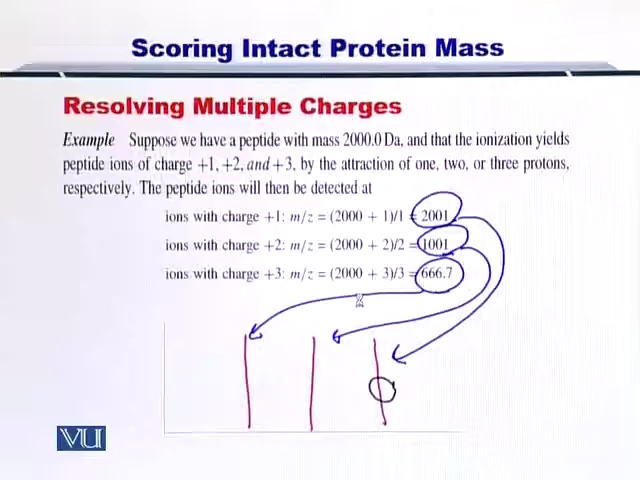 Scoring Intact Protein Mass
Resolving Multiple Charges
Example Suppose we have a peptide with mass 2000.0 Da, and that the ionization yields
peptide ions of charge +1, +2, and +3, by the attraction of one, two, or three protons,
respectively. The peptide ions will then be detected at
ions with charge +1: m/z = (2000 + 1)/1 = 2001
ions with charge +2: m/z = (2000 + 2)/2 = 1001
ions with charge +3: m/z = (2000 + 3)/3 = 666.7
VU